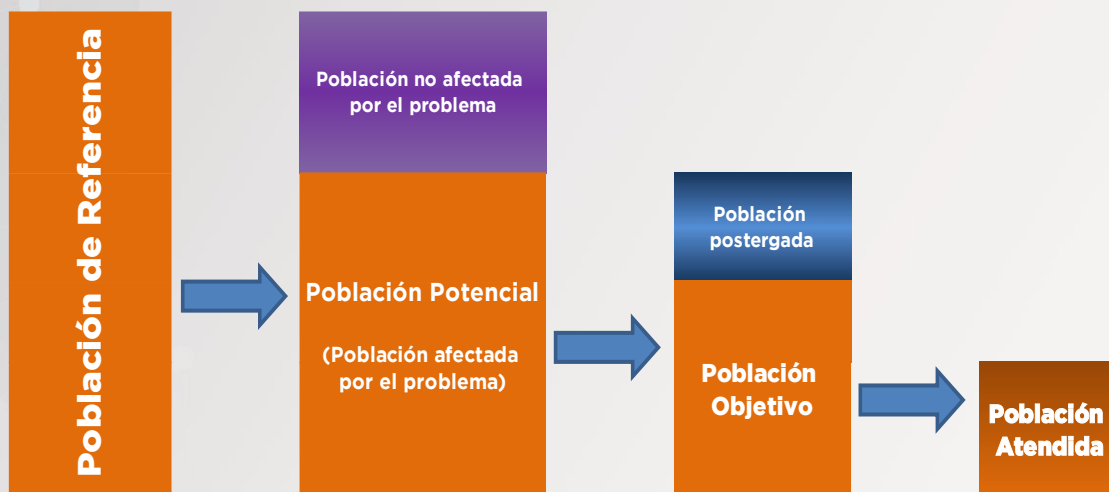 Población de Referencia
Población no afectada
por el problema
Población Potencial
(Población afectada
por el problema)
Población
postergada
Población
Objetivo
Población
Atendida